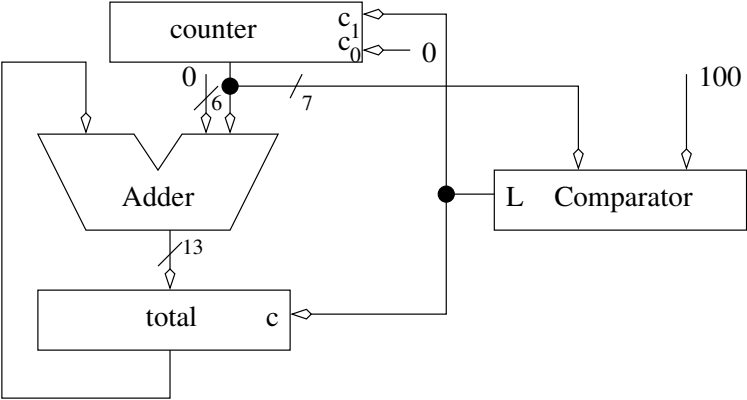 counter
c1
c0
0
0
6
7
100
Adder
L
Comparator
13
total
c